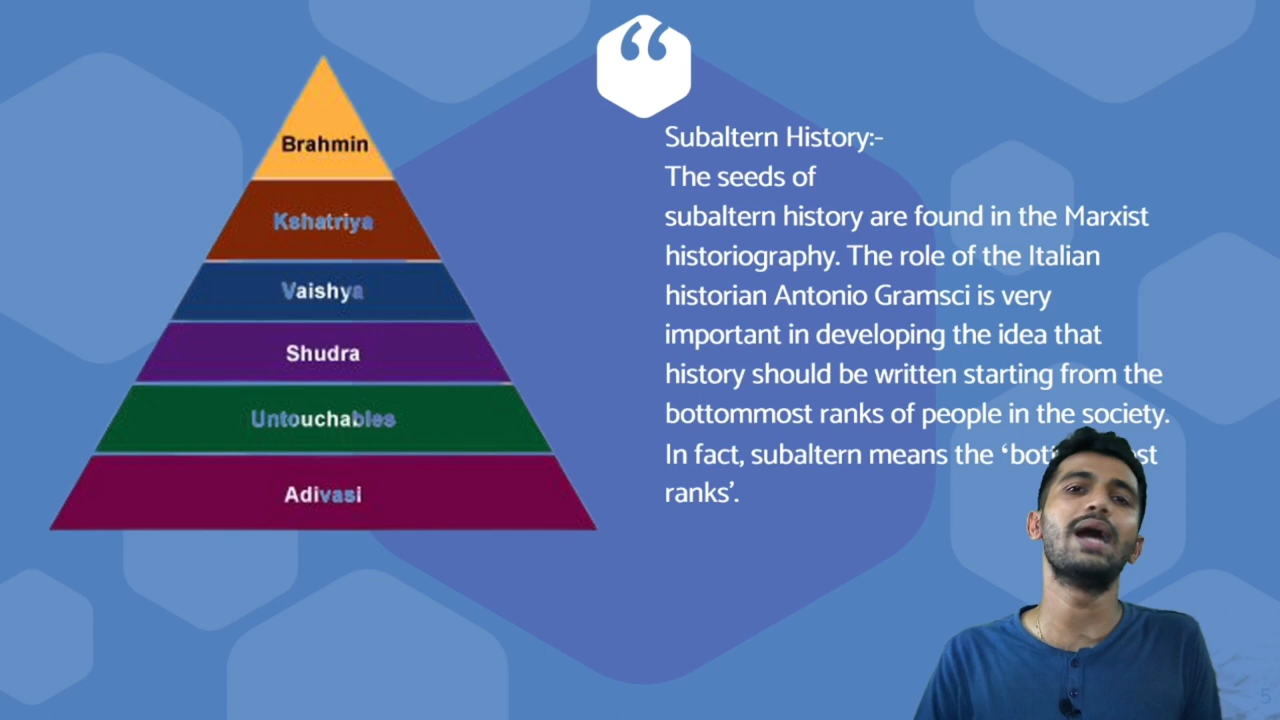 Brahmin
Kshatriya
Vaishya
Shudra
Untouchables
Adivasi
“
Subaltern History:-
The seeds of
subaltern history are found in the Marxist
historiography. The role of the Italian
historian Antonio Gramsci is very
important in developing the idea that
history should be written starting from the
bottommost ranks of people in the society.
In fact, subaltern means the
ranks’.
5